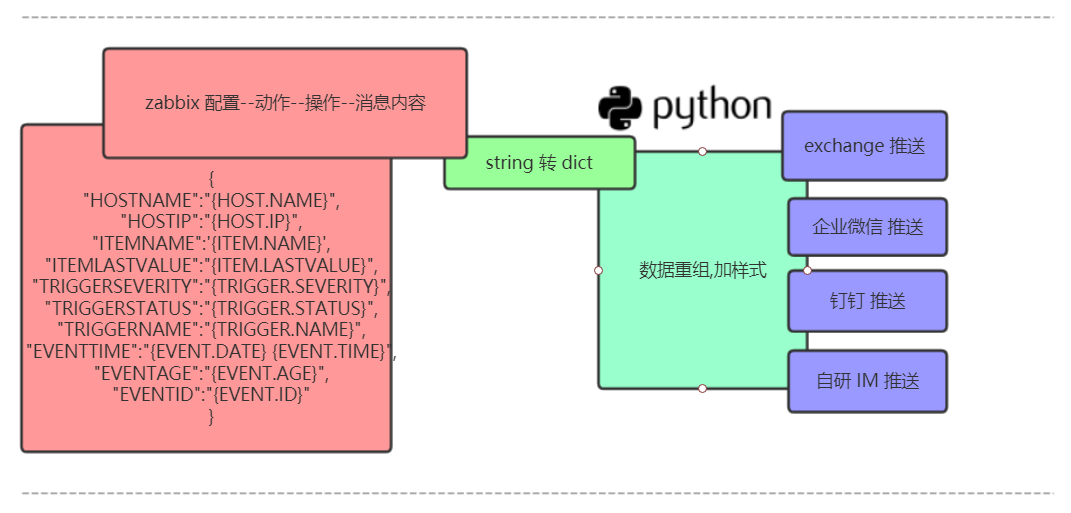 zabbix 配置--动作--操作--消息内容
{
"HOSTNAME":"{HOST.NAME}",
"HOSTIP":"{HOST.IP}",
"ITEMNAME":'{ITEM.NAME}',
"ITEMLASTVALUE":"{ITEM.LASTVALUE}",
"TRIGGERSEVERITY":"{TRIGGER.SEVERITY}",
"TRIGGERSTATUS":"{TRIGGER.STATUS}",
"TRIGGERNAME":"{TRIGGER.NAME}",
"EVENTTIME":"{EVENT.DATE} {EVENT.TIME}",
"EVENTAGE":"{EVENT.AGE}",
"EVENTID":"{EVENT.ID}"
}
string 转 dict
python
数据重组,加样式
exchange 推送
企业微信 推送
钉钉 推送
自研 IM 推送